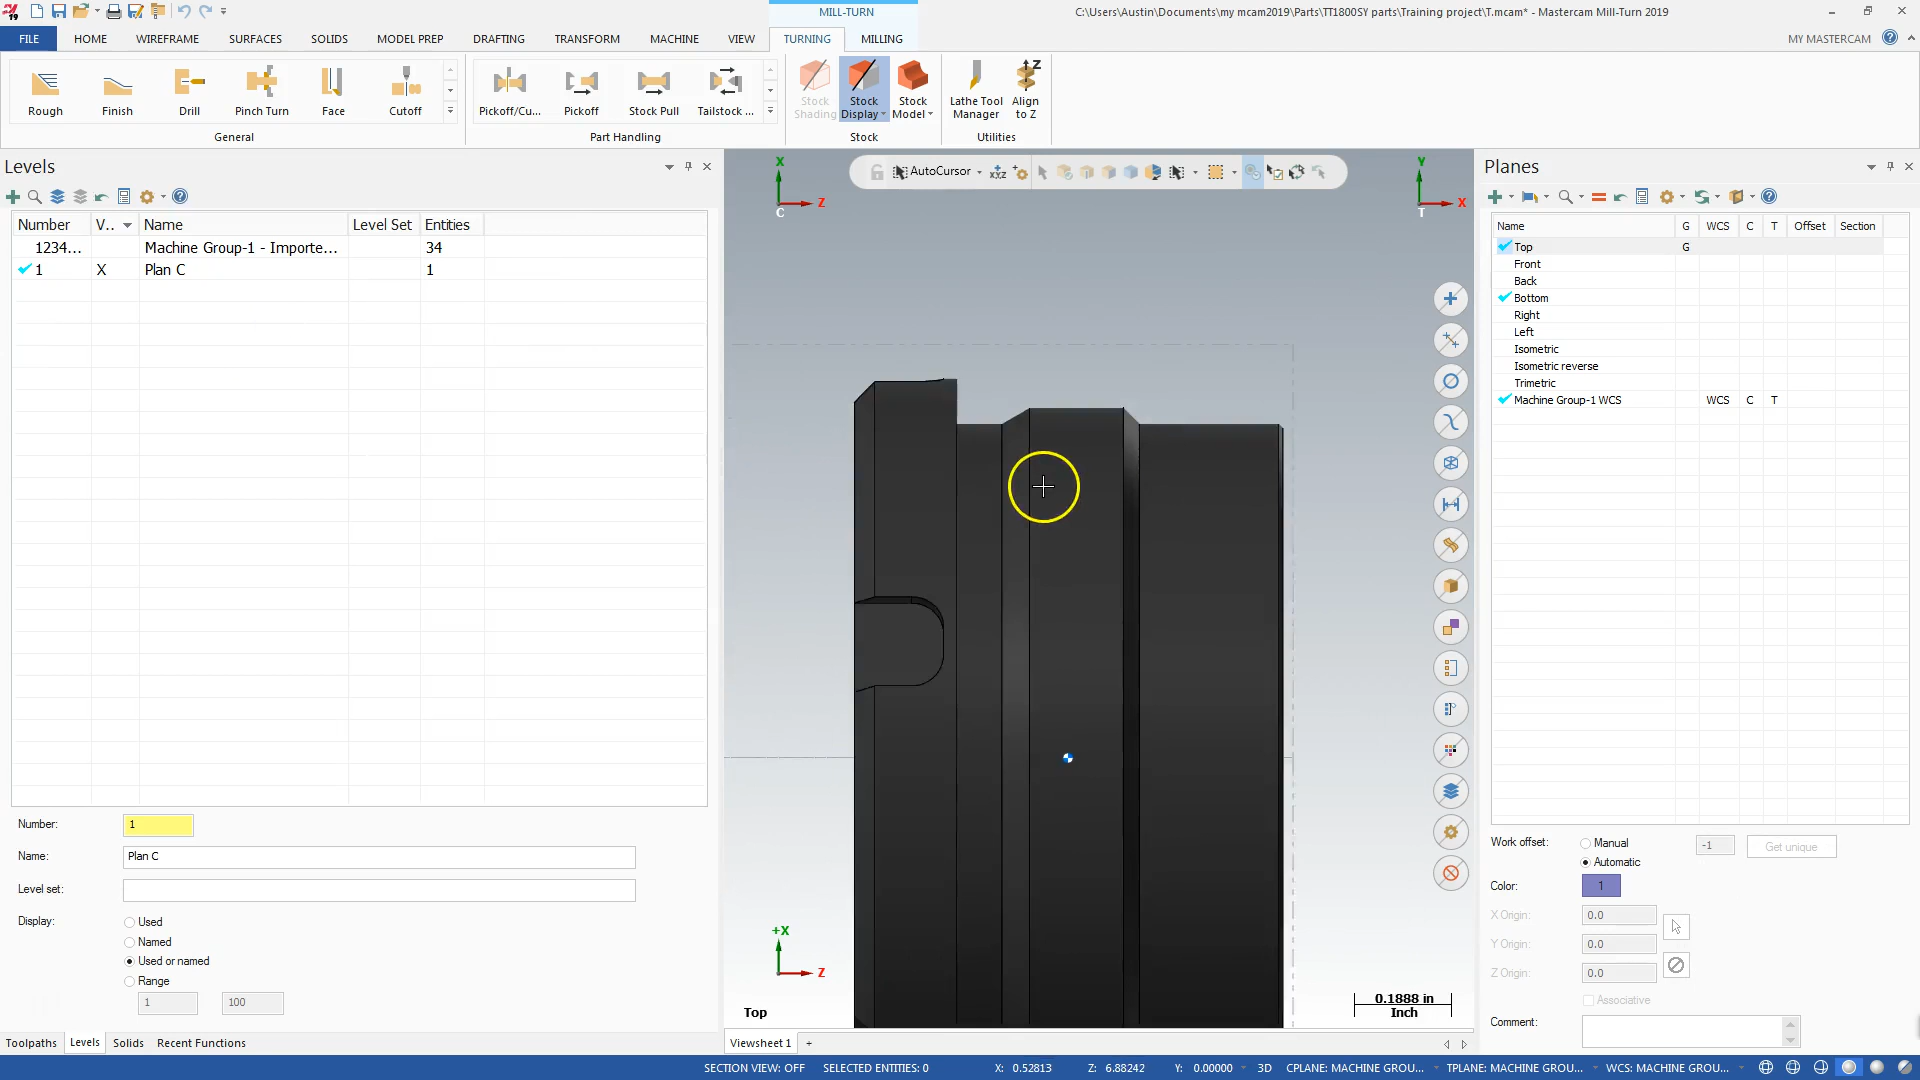 19
MILL-TURN
C:\Users\Austin\Documents\my mcam2019\Parts\TT1800SY parts\Training project\T.mcam* - Mastercam Mill-Turn 2019
FILE HOME WIREFRAME SURFACES SOLIDS MODEL PREP DRAFTING TRANSFORM MACHINE VIEW TURNING MILLING MY MASTERCAM
Rough Finish Drill Pinch Turn Face Cutoff
General
Pickoff/Cu... Pickoff Stock Pull Tailstock ...
Part Handling
Stock Shading Stock Display Stock Model
Stock
Lathe Tool Manager Align to Z
Utilities
Levels
Number V.. Name Level Set Entities
1234... Machine Group-1 - Importe... 34
1 X Plan C 1
Number: 1
Name: Plan C
Level set:
Display: Used
Named
Used or named
Range
1 100
Toolpaths Levels Solids Recent Functions
AutoCursor
X
Z
C
Y
X
T
+X
Z
Top
0.1888 in
Inch
Viewsheet 1 +
Planes
Name G WCS C T Offset Section
Top G
Front
Back
Bottom
Right
Left
Isometric
Isometric reverse
Trimetric
Machine Group-1 WCS WCS C T
Work offset: Manual -1 Get unique
Automatic
Color: 1
X Origin: 0.0
Y Origin: 0.0
Z Origin: 0.0
Associative
Comment:
SECTION VIEW: OFF SELECTED ENTITIES: 0 X: 0.52813 Z: 6.88242 Y: 0.00000 3D CPLANE: MACHINE GROU... TPLANE: MACHINE GROU... WCS: MACHINE GROU...